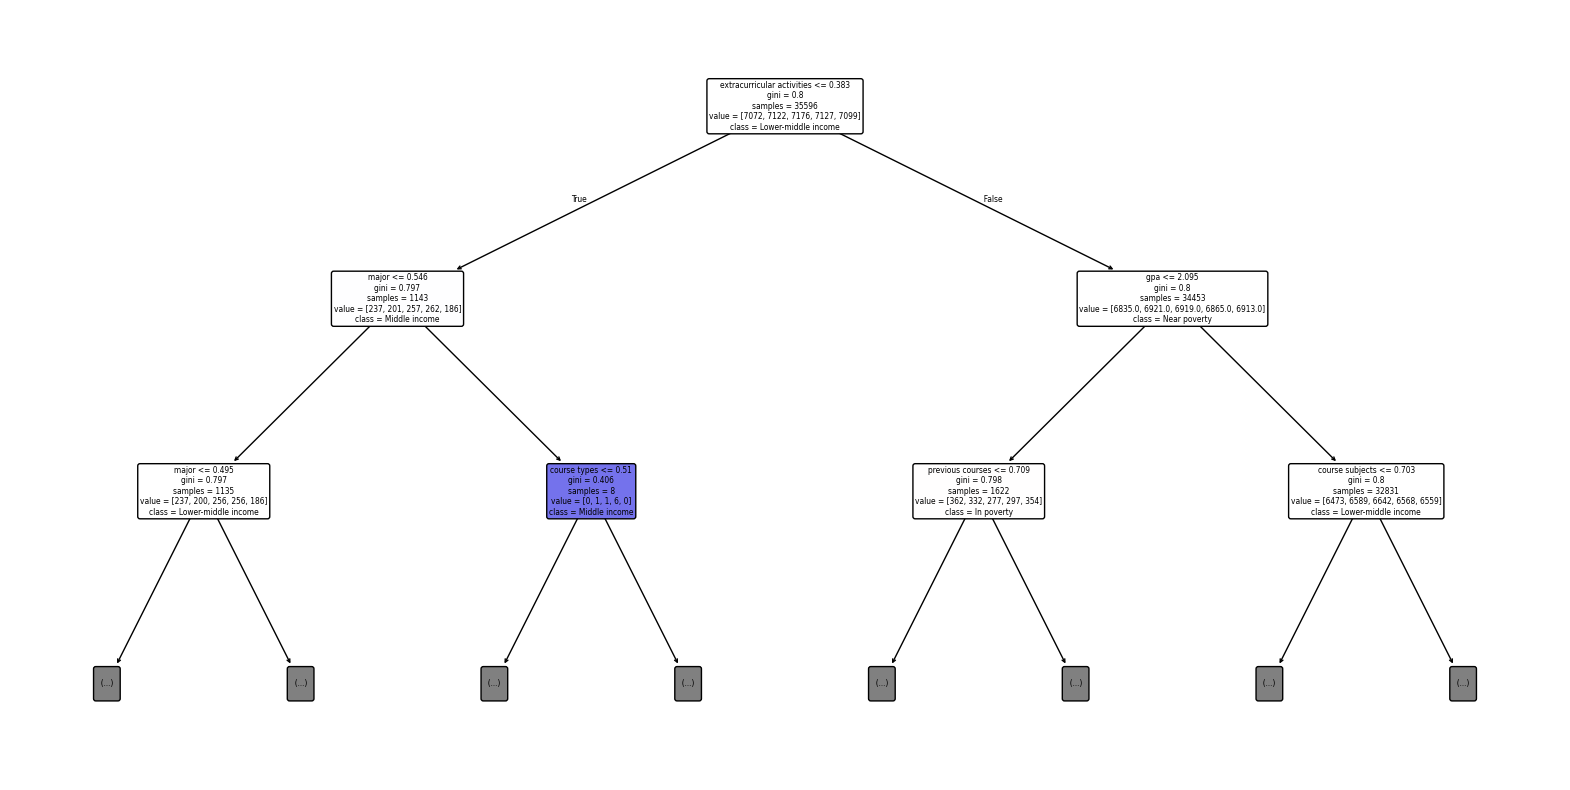 extracurricular activities <= 0.383
gini = 0.8
samples = 35596
value = [7072, 7122, 7176, 7127, 7099]
class = Lower-middle income
True
False
major <= 0.546
gini = 0.797
samples = 1143
value = [237, 201, 257, 262, 186]
class = Middle income
gpa <= 2.095
gini = 0.8
samples = 34453
value = [6835.0, 6921.0, 6919.0, 6865.0, 6913.0]
class = Near poverty
major <= 0.495
gini = 0.797
samples = 1135
value = [237, 200, 256, 256, 186]
class = Lower-middle income
course types <= 0.51
gini = 0.406
samples = 8
value = [0, 1, 1, 6, 0]
class = Middle income
previous courses <= 0.709
gini = 0.798
samples = 1622
value = [362, 332, 277, 297, 354]
class = In poverty
course subjects <= 0.703
gini = 0.8
samples = 32831
value = [6473, 6589, 6642, 6568, 6559]
class = Lower-middle income
(...)
(...)
(...)
(...)
(...)
(...)
(...)
(...)